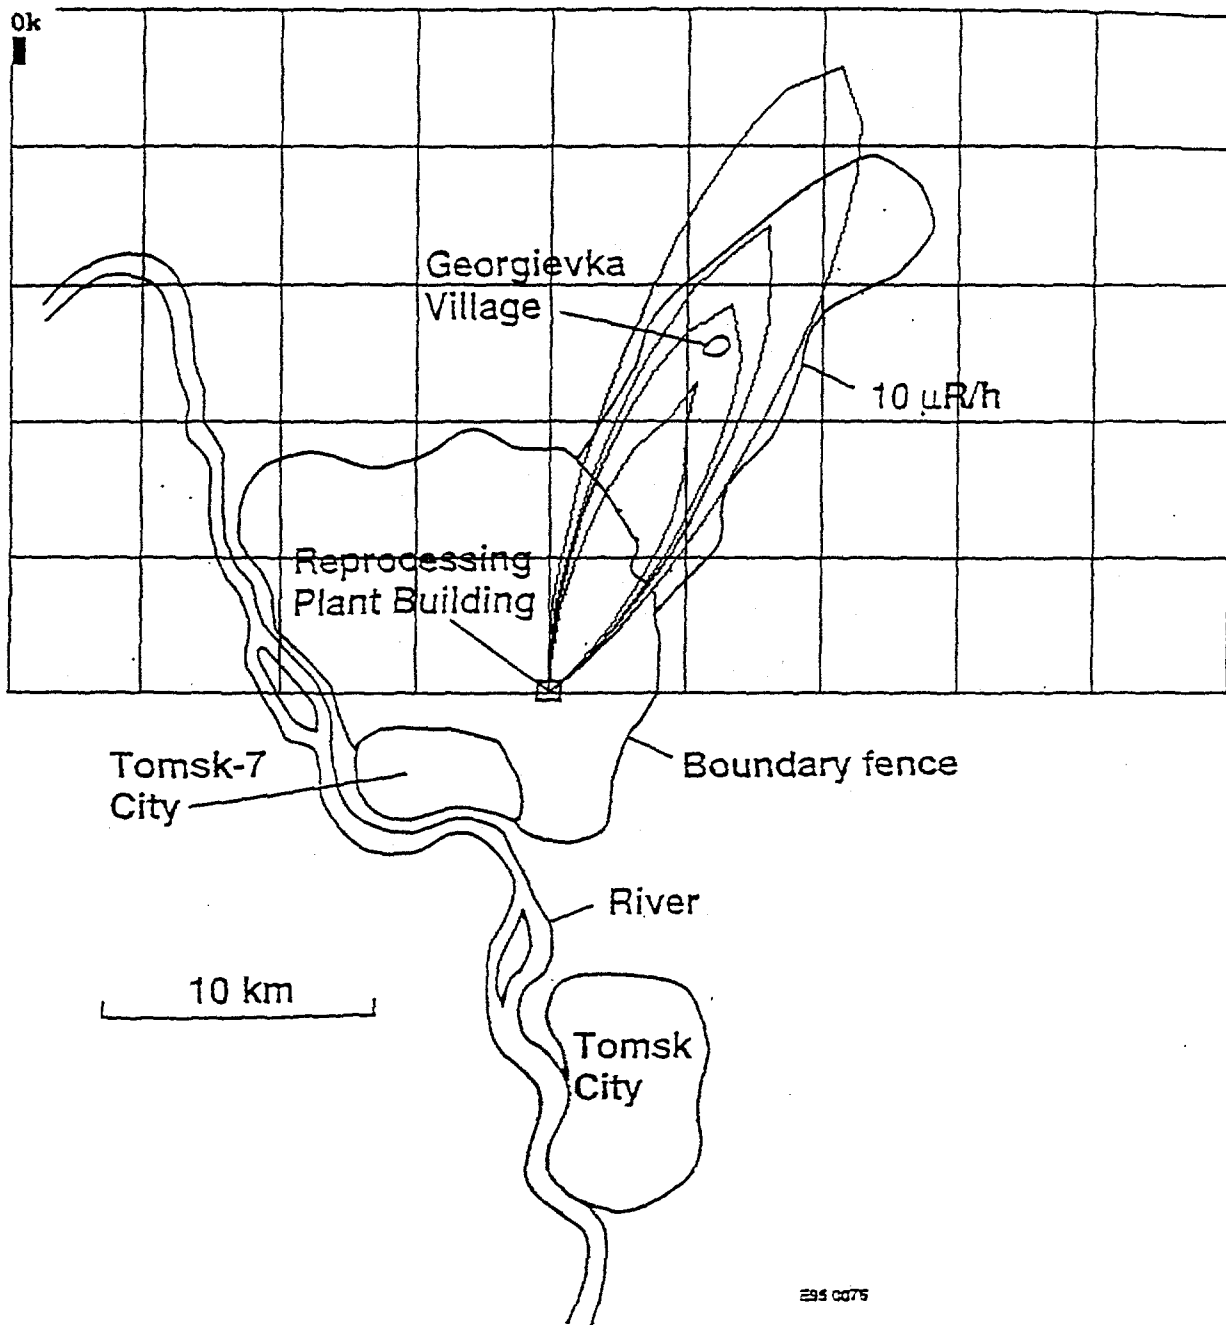 0k
Georgievka
Village
10 μR/h
Reprocessing
Plant Building
Tomsk-7
City
Boundary fence
River
10 km
Tomsk
City
E95 0075